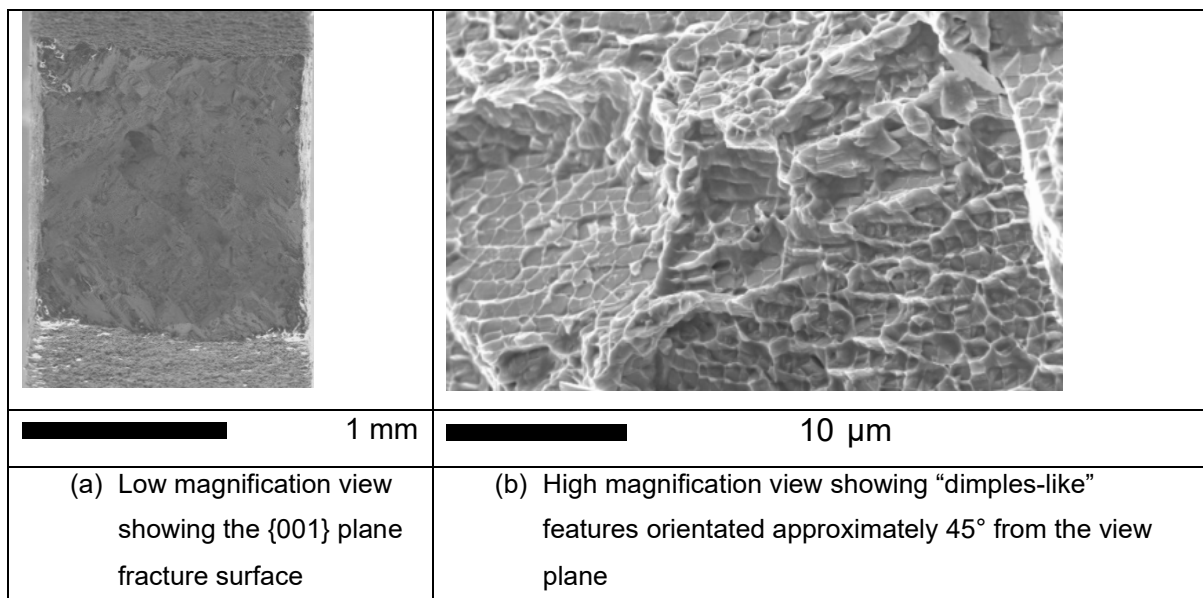 1 mm
10 µm
(a) Low magnification view
showing the {001} plane
fracture surface
(b) High magnification view showing “dimples-like”
features orientated approximately 45° from the view
plane